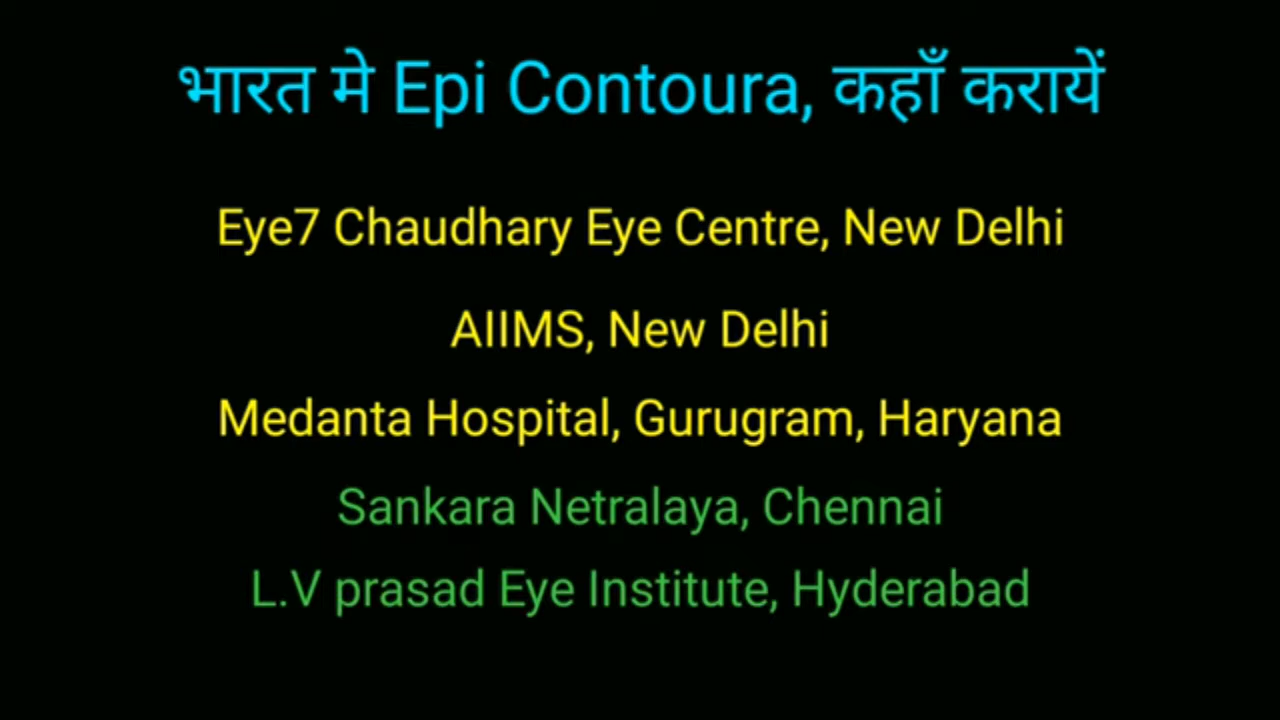 भारत मे Epi Contoura, कहाँ करायें
Eye7 Chaudhary Eye Centre, New Delhi
AIIMS, New Delhi
Medanta Hospital, Gurugram, Haryana
Sankara Netralaya, Chennai
L.V prasad Eye Institute, Hyderabad